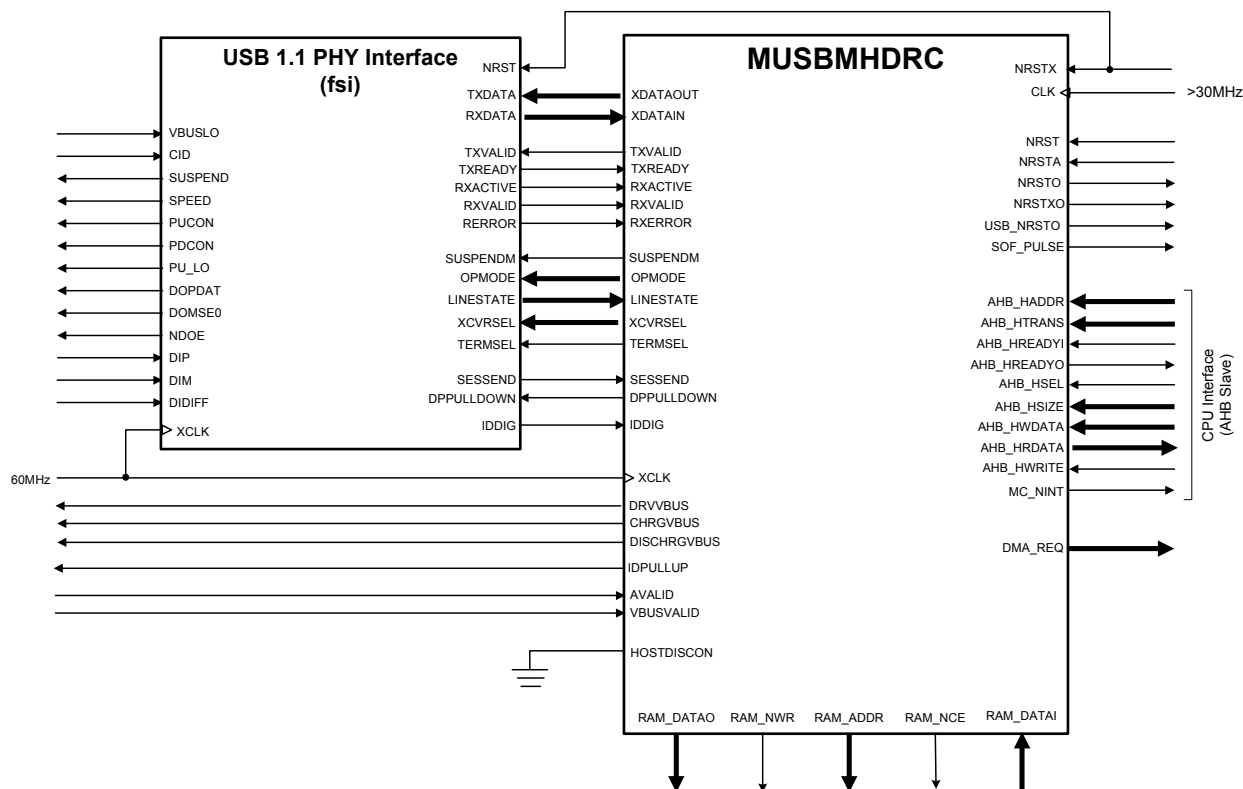 USB 1.1 PHY Interface
(fsi)
VBUSLO
CID
SUSPEND
SPEED
PUCON
PDCON
PU_LO
DOPDAT
DOMSE0
NDOE
DIP
DIM
DIDIFF
XCLK
60MHz
NRST
TXDATA
RXDATA
TXVALID
TXREADY
RXACTIVE
RXVALID
RERROR
SUSPENDM
OPMODE
LINESTATE
XCVRSEL
TERMSEL
SESSEND
DPPULLDOWN
IDDIG
MUSBMHDRC
XDATAOUT
XDATAIN
TXVALID
TXREADY
RXACTIVE
RXVALID
RXERROR
SUSPENDM
OPMODE
LINESTATE
XCVRSEL
TERMSEL
SESSEND
DPPULLDOWN
IDDIG
XCLK
DRVVBUS
CHRGVBUS
DISCHRGVBUS
IDPULLUP
AVALID
VBUSVALID
HOSTDISCON
NRSTX
CLK
>30MHz
NRST
NRSTA
NRSTO
NRSTXO
USB_NRSTO
SOF_PULSE
AHB_HADDR
AHB_HTRANS
AHB_HREADYI
AHB_HREADYO
AHB_HSEL
AHB_HSIZE
AHB_HWDATA
AHB_HRDATA
AHB_HWRITE
MC_NINT
CPU Interface
(AHB Slave)
DMA_REQ
RAM_DATAO RAM_NWR RAM_ADDR RAM_NCE RAM_DATAI